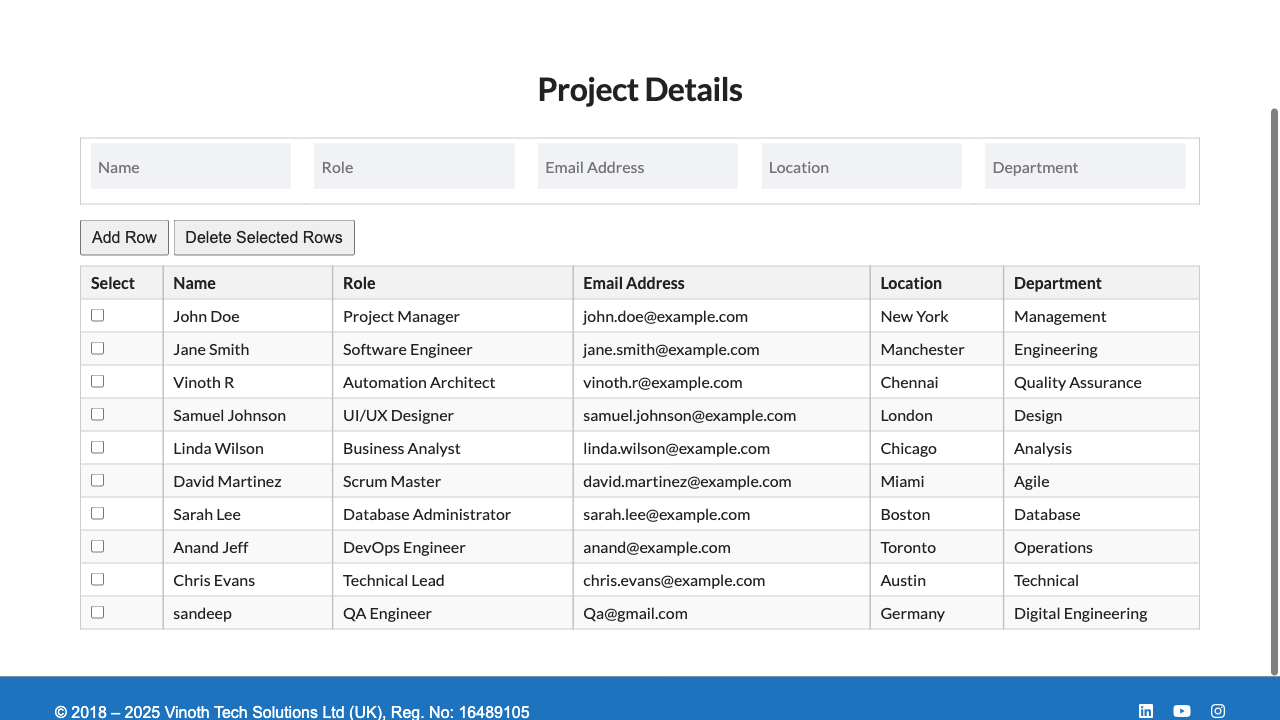 Project Details
Name Role Email Address Location Department
Add Row Delete Selected Rows
Select Name Role Email Address Location Department
John Doe Project Manager john.doe@example.com New York Management
Jane Smith Software Engineer jane.smith@example.com Manchester Engineering
Vinoth R Automation Architect vinoth.r@example.com Chennai Quality Assurance
Samuel Johnson UI/UX Designer samuel.johnson@example.com London Design
Linda Wilson Business Analyst linda.wilson@example.com Chicago Analysis
David Martinez Scrum Master david.martinez@example.com Miami Agile
Sarah Lee Database Administrator sarah.lee@example.com Boston Database
Anand Jeff DevOps Engineer anand@example.com Toronto Operations
Chris Evans Technical Lead chris.evans@example.com Austin Technical
sandeep QA Engineer Qa@gmail.com Germany Digital Engineering
© 2018 – 2025 Vinoth Tech Solutions Ltd (UK), Reg. No: 16489105